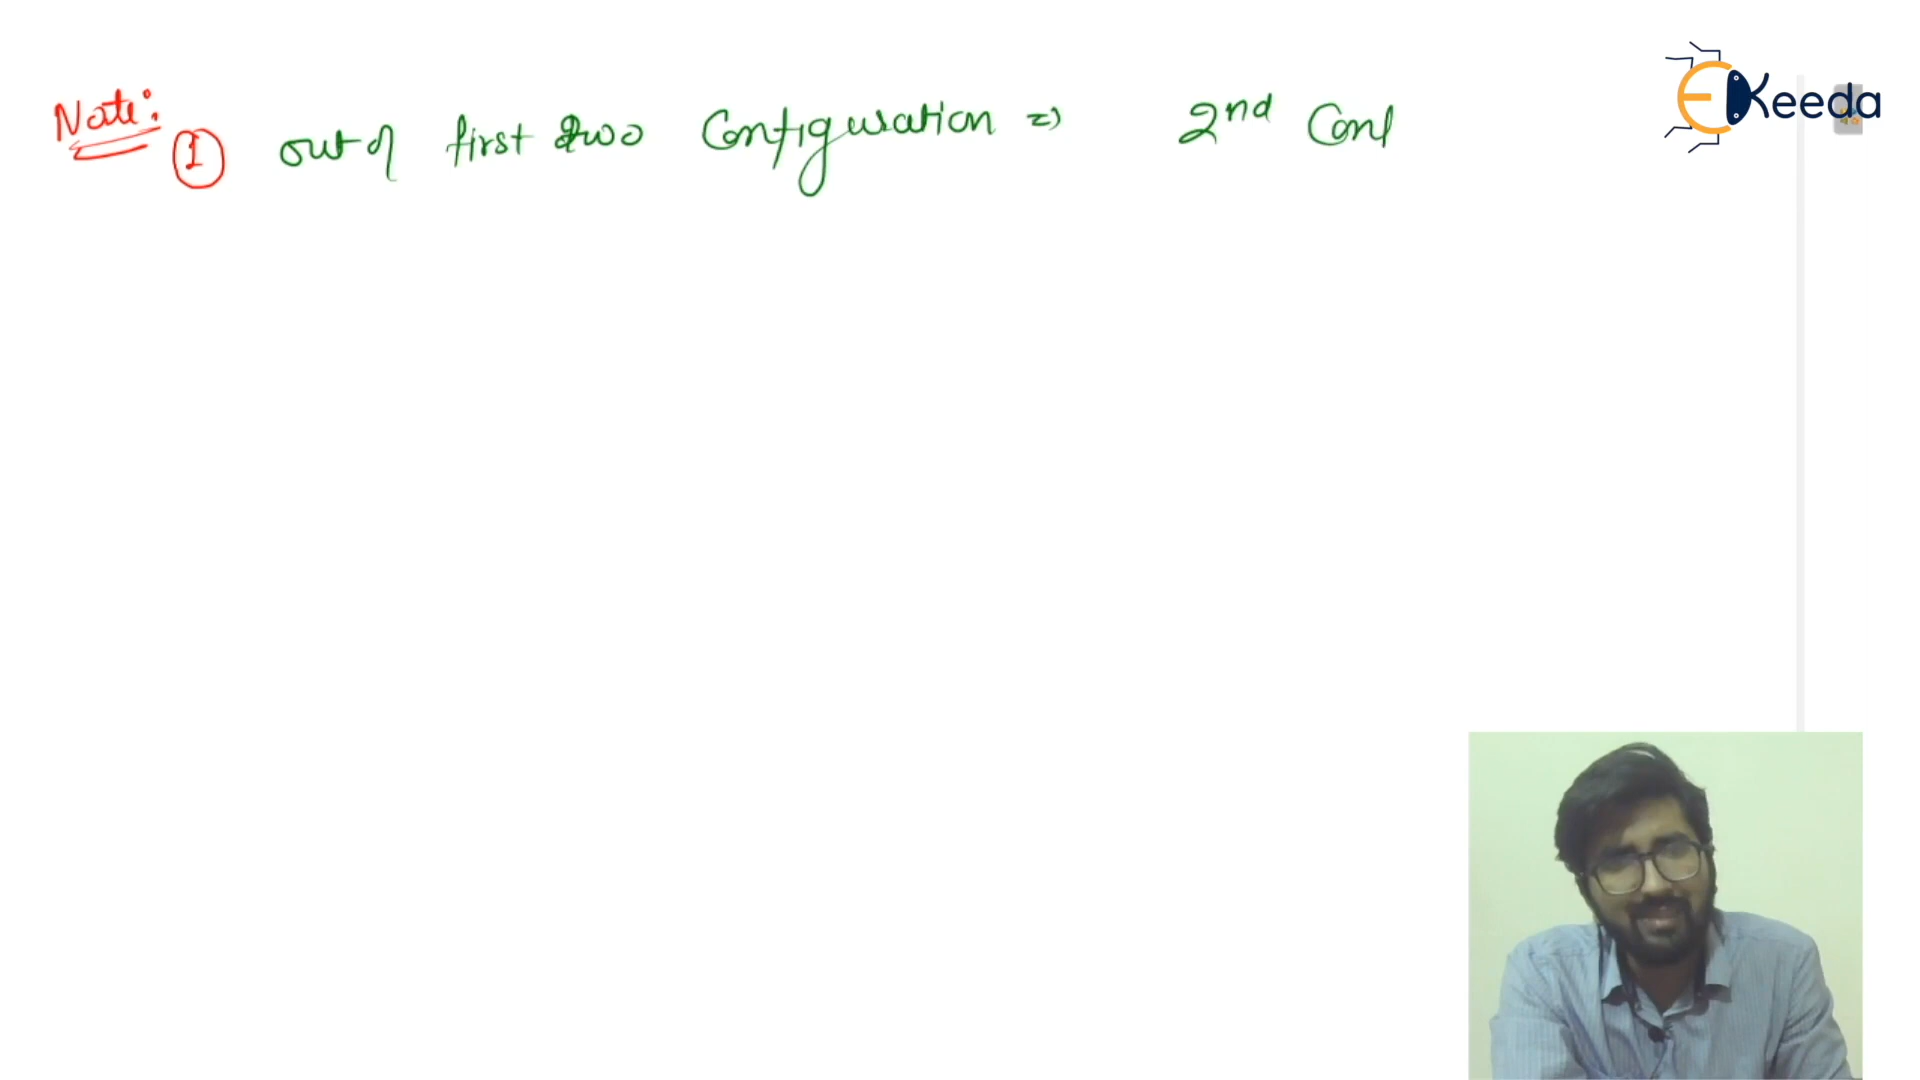 EKeeda
Note:
1 out of first two Configuration => 2nd Conf